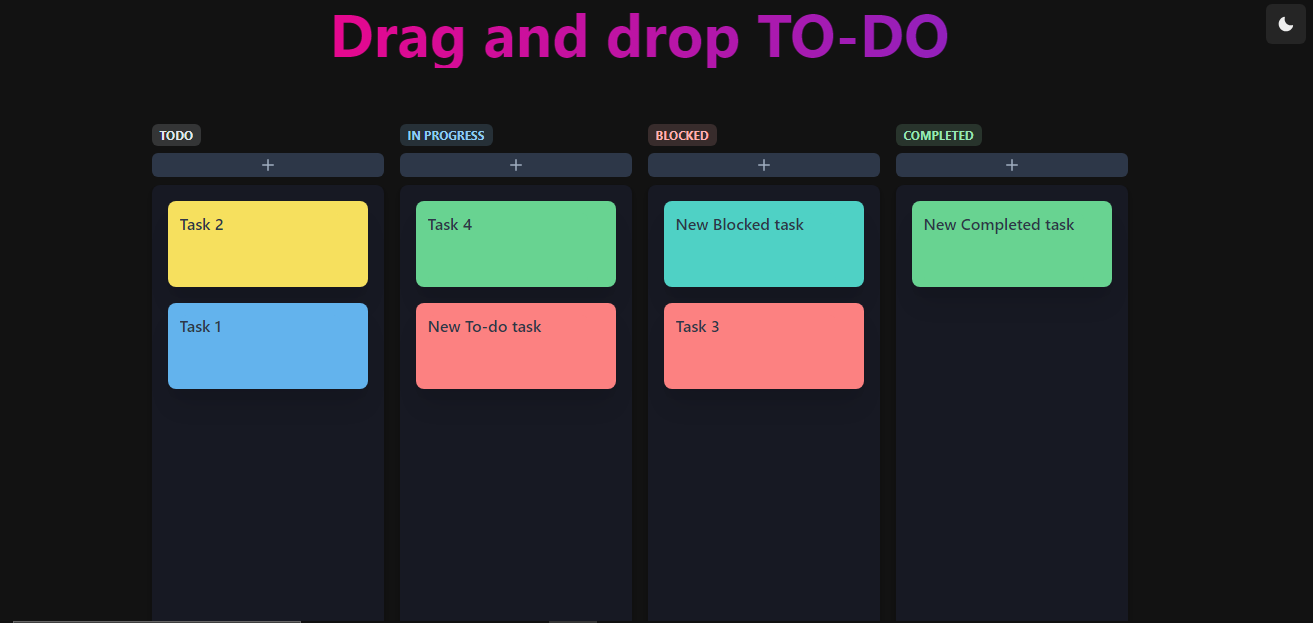 Drag and drop TO-DO
TODO
IN PROGRESS
BLOCKED
COMPLETED
Task 2
Task 4
New Blocked task
New Completed task
Task 1
New To-do task
Task 3